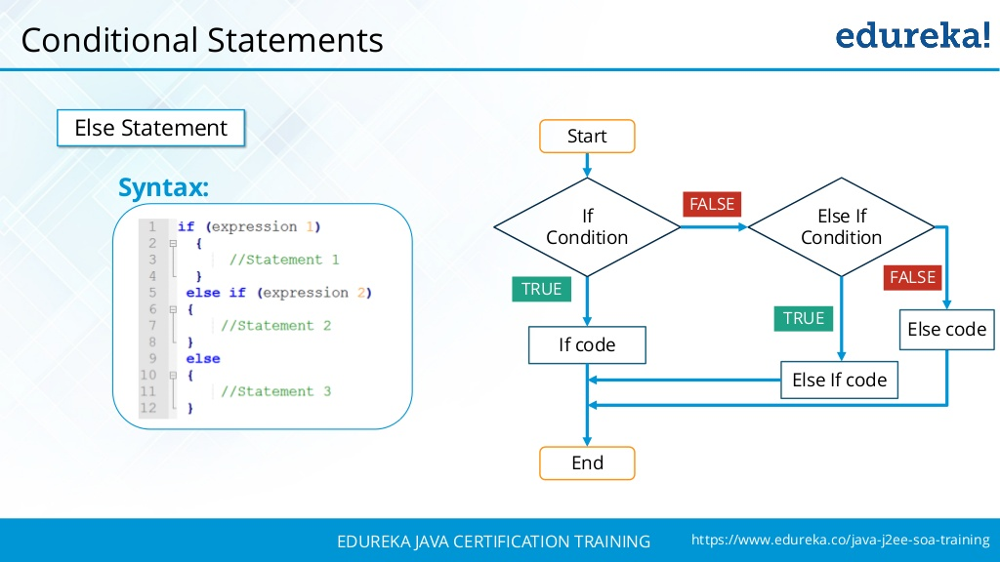 Conditional Statements
edureka!
Else Statement
Syntax:
1 if (expression 1)
2 {
3 //Statement 1
4 }
5 else if (expression 2)
6 {
7 //Statement 2
8 }
9 else
10 {
11 //Statement 3
12 }
Start
If
Condition
FALSE
Else If
Condition
TRUE
FALSE
If code
TRUE
Else code
Else If code
End
EDUREKA JAVA CERTIFICATION TRAINING
https://www.edureka.co/java-j2ee-soa-training